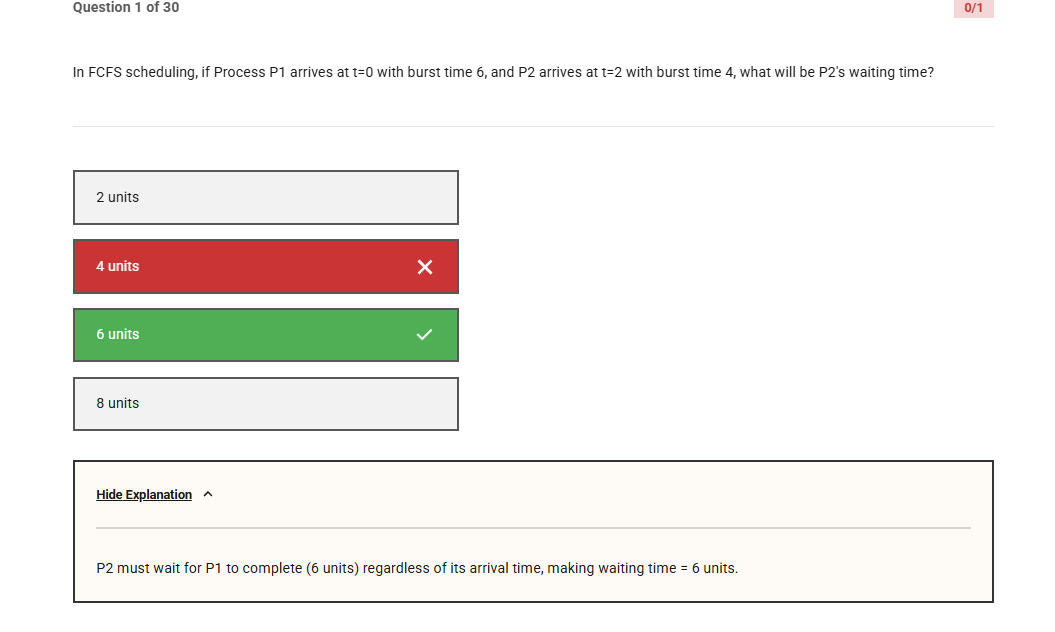 Question 1 of 30
0/1
In FCFS scheduling, if Process P1 arrives at t=0 with burst time 6, and P2 arrives at t=2 with burst time 4, what will be P2's waiting time?
2 units
4 units
6 units
8 units
Hide Explanation
P2 must wait for P1 to complete (6 units) regardless of its arrival time, making waiting time = 6 units.